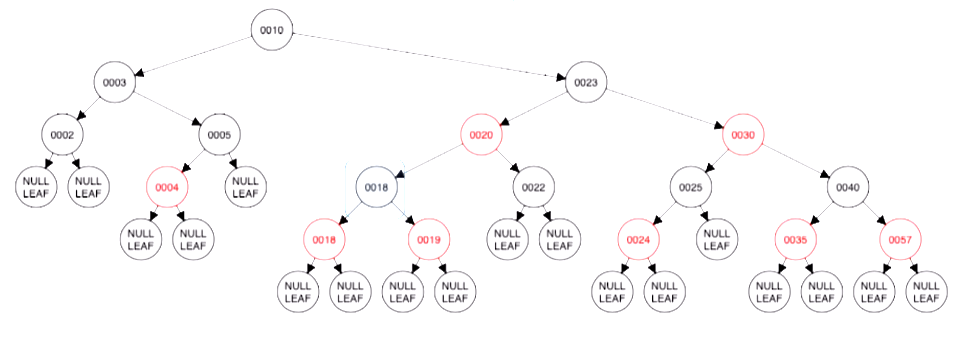 0010
0003
0023
0002
0005
0020
0030
NULL
LEAF
NULL
LEAF
0004
NULL
LEAF
0018
0022
0025
0040
NULL
LEAF
NULL
LEAF
0018
0019
NULL
LEAF
NULL
LEAF
0024
NULL
LEAF
0035
0057
NULL
LEAF
NULL
LEAF
NULL
LEAF
NULL
LEAF
NULL
LEAF
NULL
LEAF
NULL
LEAF
NULL
LEAF
NULL
LEAF
NULL
LEAF